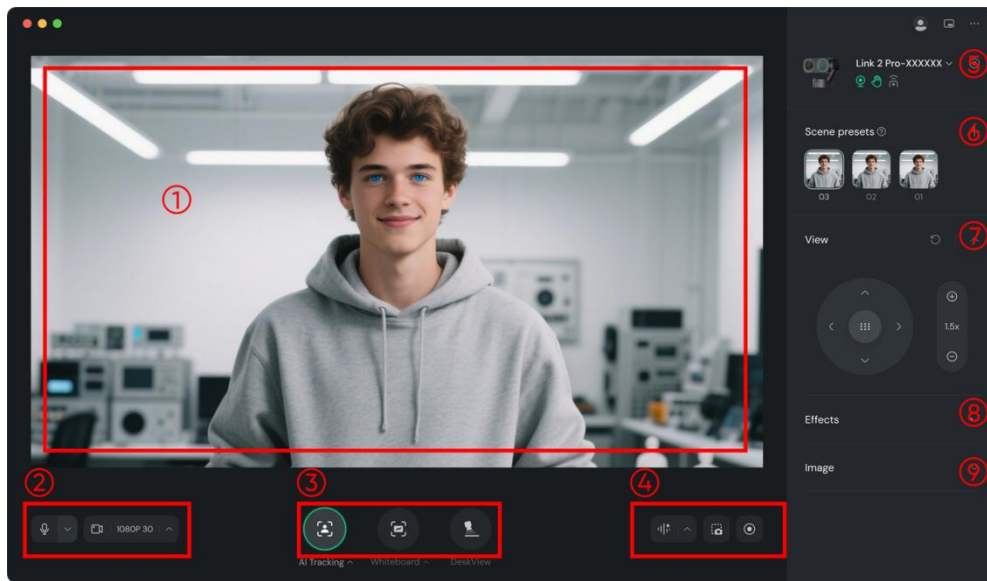 Link 2 Pro-XXXXXX
⑤
Scene presets
⑥
①
03 02 01
View
⑦
1.5x
Effects
⑧
Image
⑨
②
③
④
1080P 30
AI Tracking
Whiteboard
DeskView